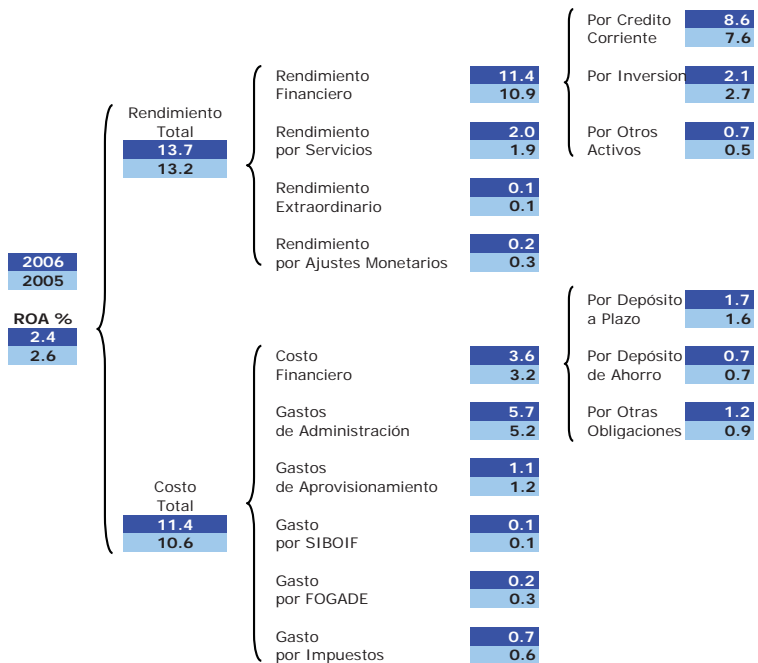 2006
2005
ROA %
2.4
2.6
Rendimiento
Total
13.7
13.2
Rendimiento
Financiero
11.4
10.9
Por Credito
Corriente
8.6
7.6
Por Inversion
2.1
2.7
Por Otros
Activos
0.7
0.5
Rendimiento
por Servicios
2.0
1.9
Rendimiento
Extraordinario
0.1
0.1
Rendimiento
por Ajustes Monetarios
0.2
0.3
Costo
Total
11.4
10.6
Costo
Financiero
3.6
3.2
Por Depósito
a Plazo
1.7
1.6
Por Depósito
de Ahorro
0.7
0.7
Por Otras
Obligaciones
1.2
0.9
Gastos
de Administración
5.7
5.2
Gastos
de Aprovisionamiento
1.1
1.2
Gasto
por SIBOIF
0.1
0.1
Gasto
por FOGADE
0.2
0.3
Gasto
por Impuestos
0.7
0.6